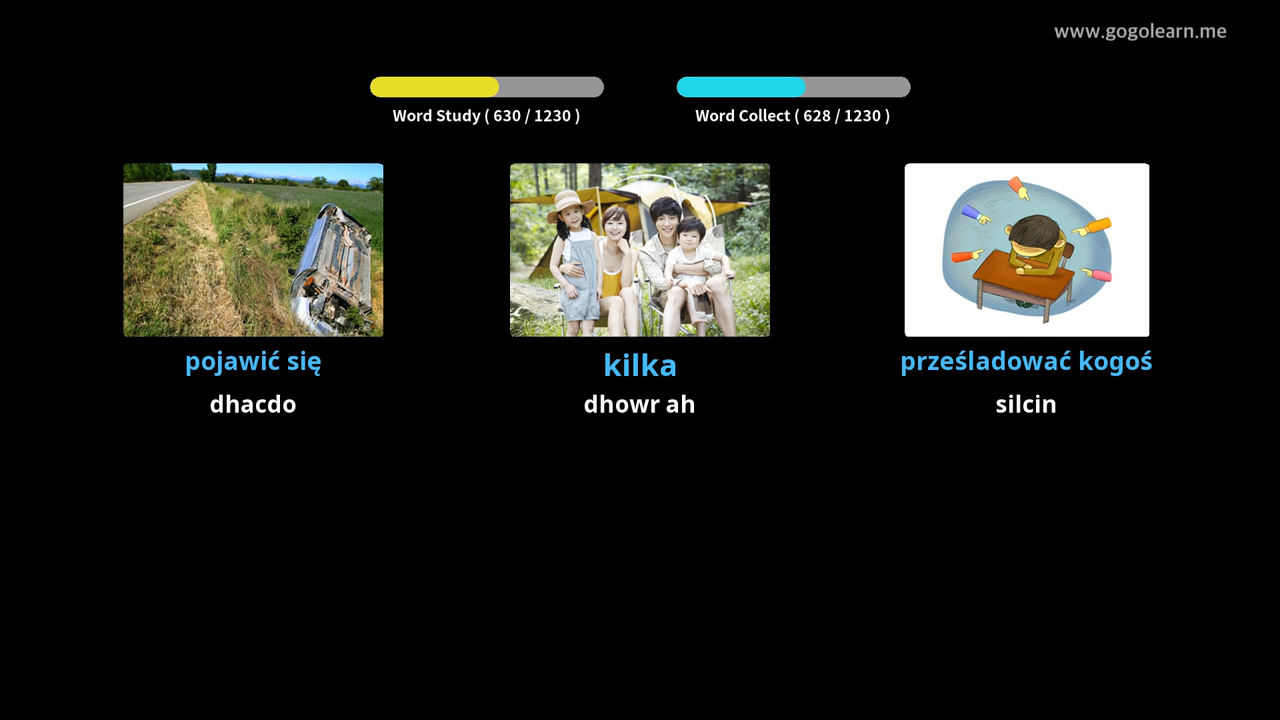 www.gogolearn.me
Word Study ( 630 / 1230 )
Word Collect ( 628 / 1230 )
pojawić się
kilka
prześladować kogoś
dhacdo
dhowr ah
silcin